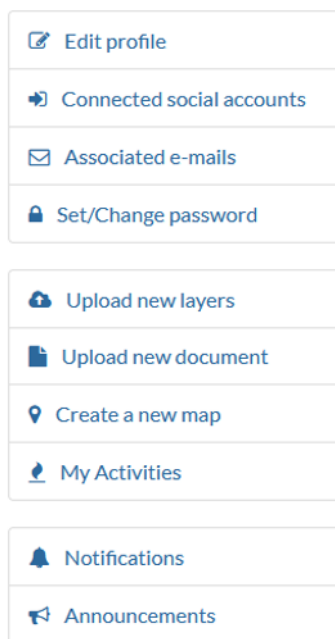 Edit profile
Connected social accounts
Associated e-mails
Set/Change password
Upload new layers
Upload new document
Create a new map
My Activities
Notifications
Announcements